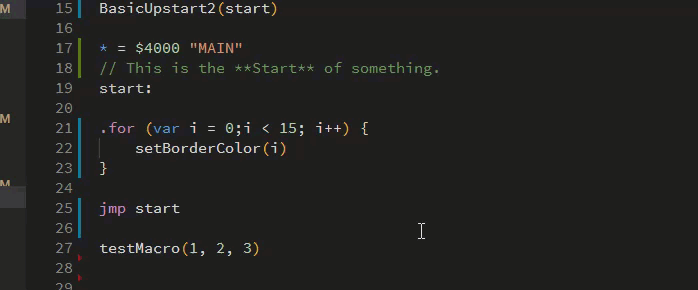 M
15 BasicUpstart2(start)
16
17 * = $4000 "MAIN"
18 // This is the **Start** of something.
19 start:
20
M
21 .for (var i = 0;i < 15; i++) {
22 setBorderColor(i)
23 }
M
24
25 jmp start
26
27 testMacro(1, 2, 3)
28
29